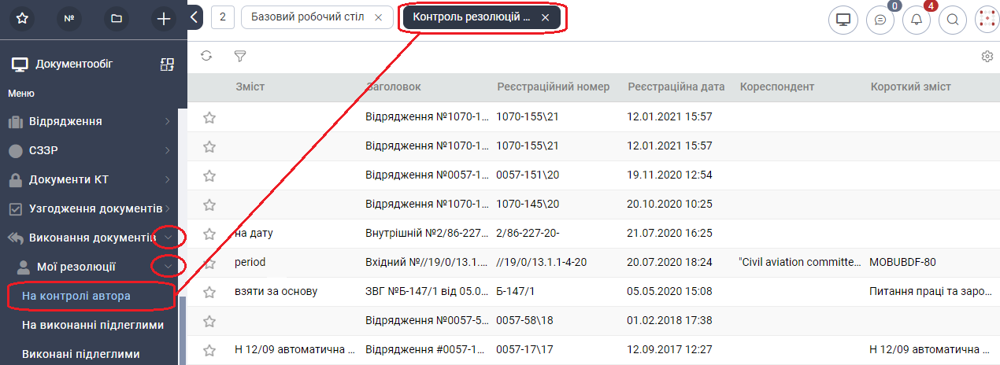 №
2
Базовий робочий стіл
Контроль резолюцій ...
0
4
Документообіг
Меню
Відрядження
СЗЗР
Документи КТ
Узгодження документів
Виконання документів
Мої резолюції
На контролі автора
На виконанні підлеглими
Виконані підлеглими
Зміст Заголовок Реєстраційний номер Реєстраційна дата Кореспондент Короткий зміст
Відрядження №1070-1... 1070-155\21 12.01.2021 15:57
Відрядження №1070-1... 1070-155\21 12.01.2021 15:57
Відрядження №0057-1... 0057-151\20 19.11.2020 12:54
Відрядження №1070-1... 1070-145\20 20.10.2020 10:25
на дату Внутрішній №2/86-227... 2/86-227-20- 21.07.2020 16:25
period Вхідний №//19/0/13.1.... //19/0/13.1.1-4-20 20.07.2020 18:24 "Civil aviation committe... MOBUBDF-80
взяти за основу ЗВГ №Б-147/1 від 05.0... Б-147/1 05.05.2020 15:08 Питання праці та заро...
Відрядження №0057-5... 0057-58\18 01.02.2018 17:38
Н 12/09 автоматична ... Відрядження #0057-1... 0057-17\17 12.09.2017 12:27 Н 12/09 автоматична ...